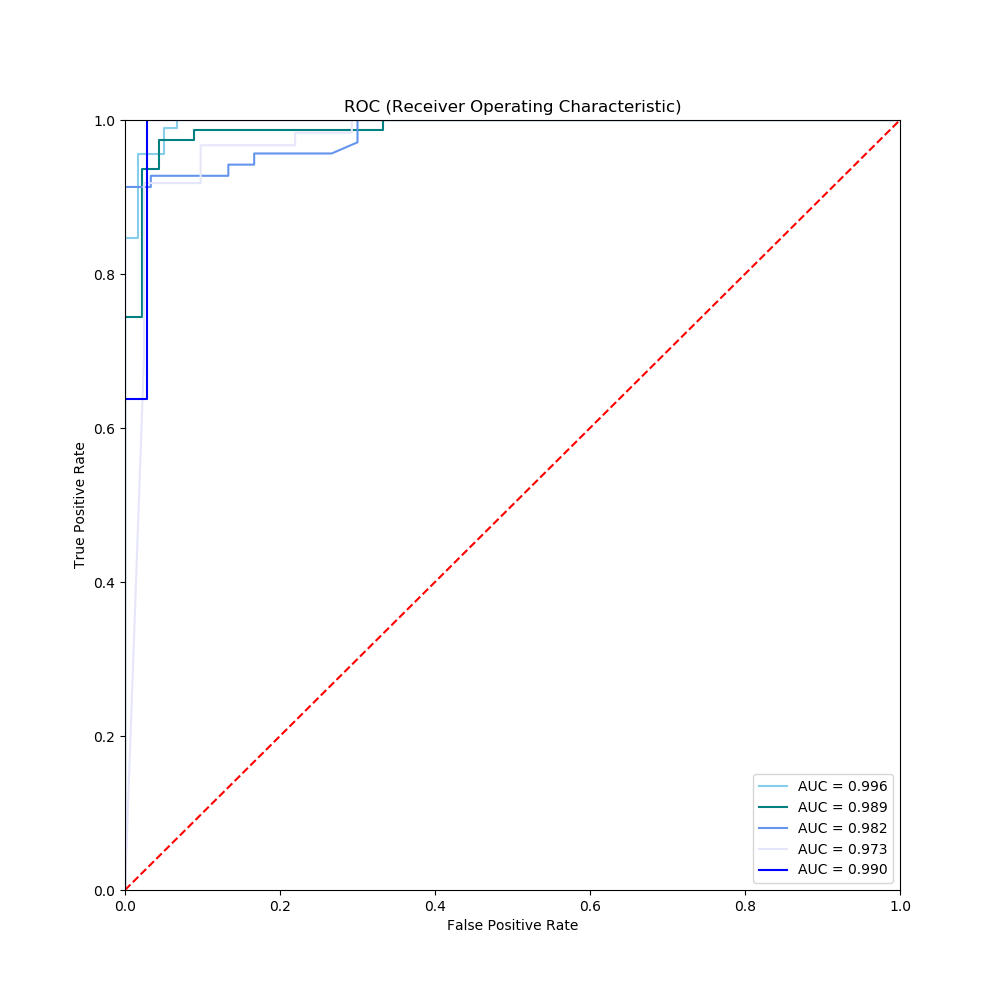 ROC (Receiver Operating Characteristic)
1.0
0.8
0.6
0.4
0.2
0.0
True Positive Rate
0.0 0.2 0.4 0.6 0.8 1.0
False Positive Rate
AUC = 0.996
AUC = 0.989
AUC = 0.982
AUC = 0.973
AUC = 0.990